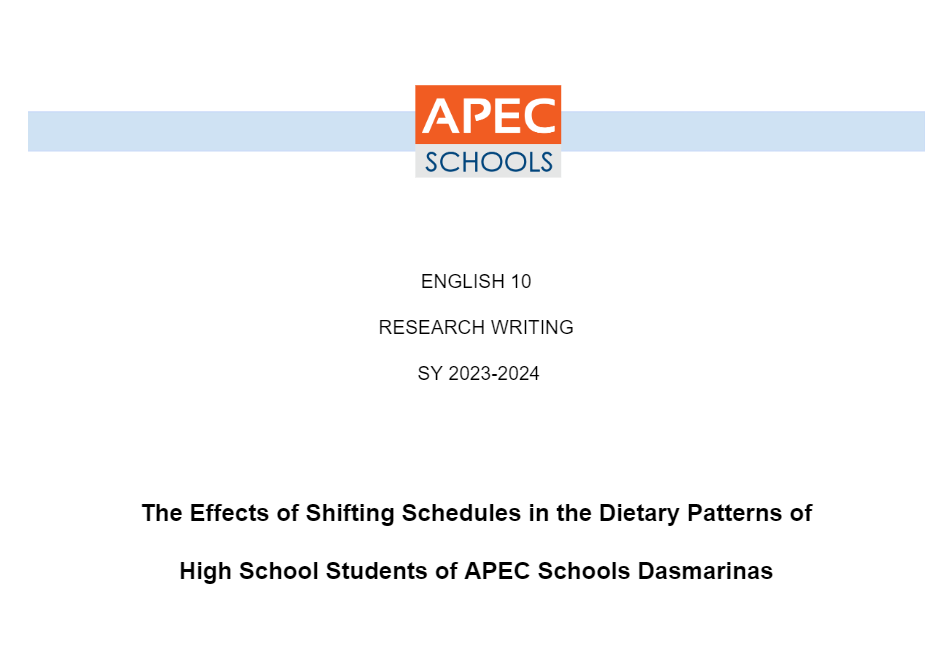 APEC
SCHOOLS
ENGLISH 10
RESEARCH WRITING
SY 2023-2024
The Effects of Shifting Schedules in the Dietary Patterns of
High School Students of APEC Schools Dasmarinas